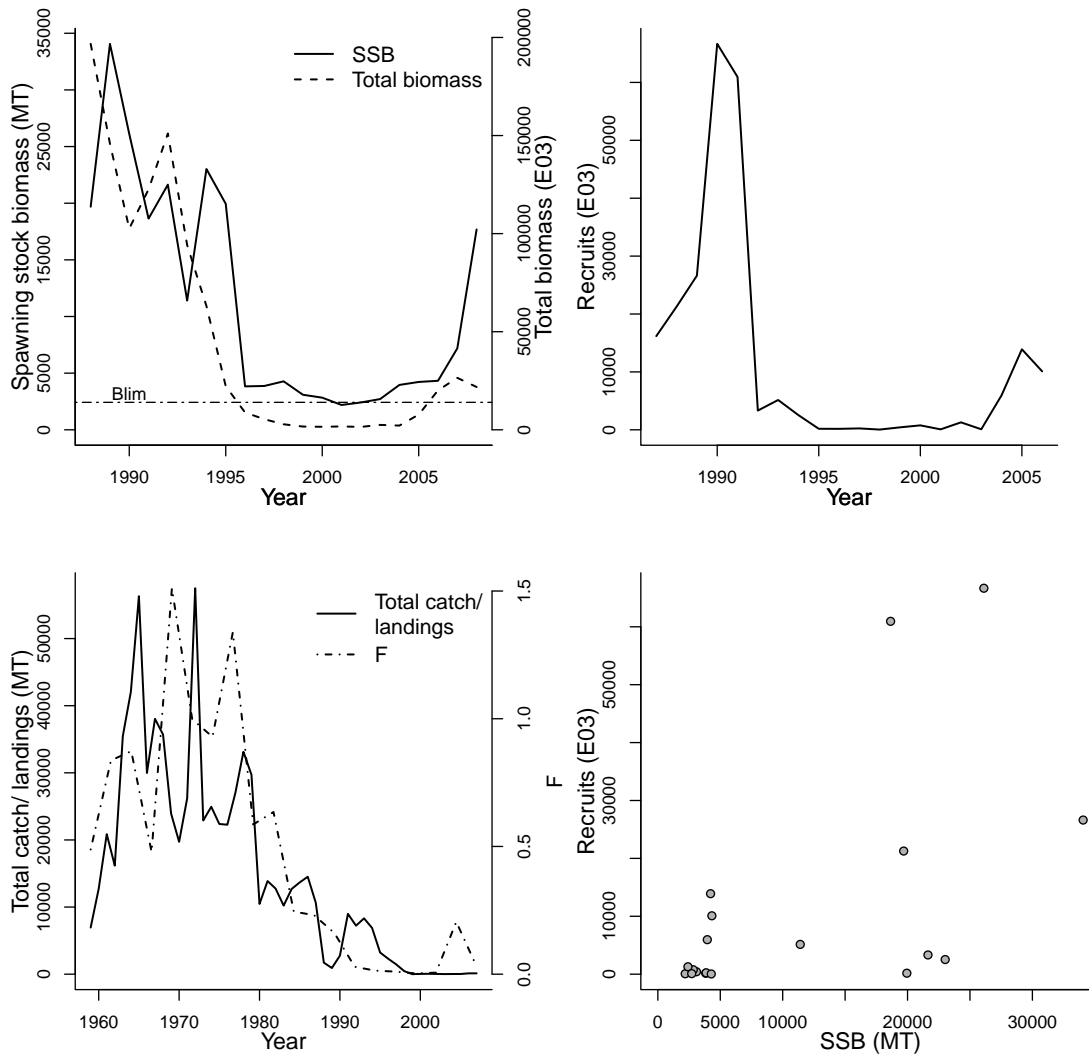 SSB
Total biomass
Spawning stock biomass (MT)
0 5000 15000 25000 35000
Total biomass (E03)
0 50000 100000 150000 200000
Blim
1990 1995 2000 2005
Year
Recruits (E03)
0 10000 30000 50000
1990 1995 2000 2005
Year
Total catch/
landings
F
Total catch/ landings (MT)
0 10000 20000 30000 40000 50000
F
0.0 0.5 1.0 1.5
1960 1970 1980 1990 2000
Year
Recruits (E03)
0 10000 30000 50000
0 5000 10000 20000 30000
SSB (MT)